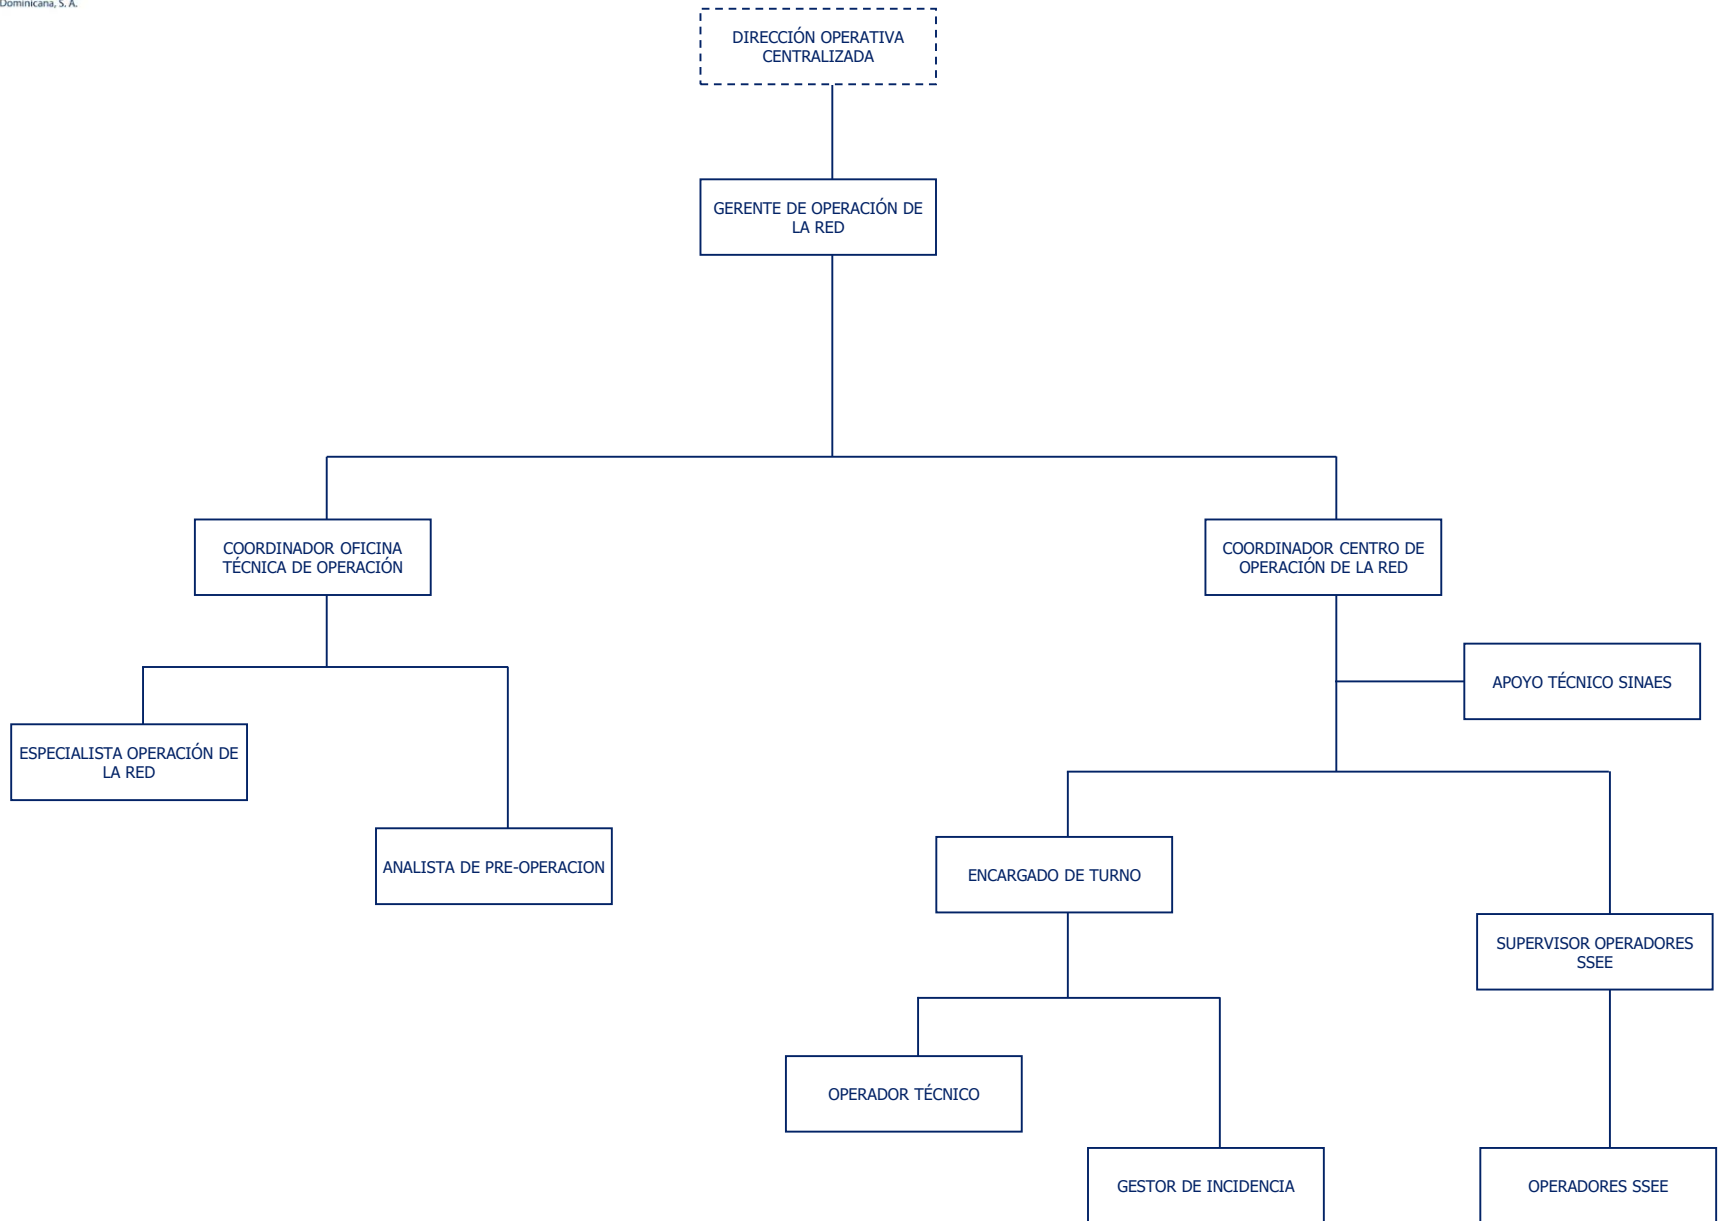 Dominicana, S. A.
DIRECCIÓN OPERATIVA
CENTRALIZADA
GERENTE DE OPERACIÓN DE
LA RED
COORDINADOR OFICINA
TÉCNICA DE OPERACIÓN
COORDINADOR CENTRO DE
OPERACIÓN DE LA RED
APOYO TÉCNICO SINAES
ESPECIALISTA OPERACIÓN DE
LA RED
ANALISTA DE PRE-OPERACION
ENCARGADO DE TURNO
SUPERVISOR OPERADORES
SSEE
OPERADOR TÉCNICO
GESTOR DE INCIDENCIA
OPERADORES SSEE